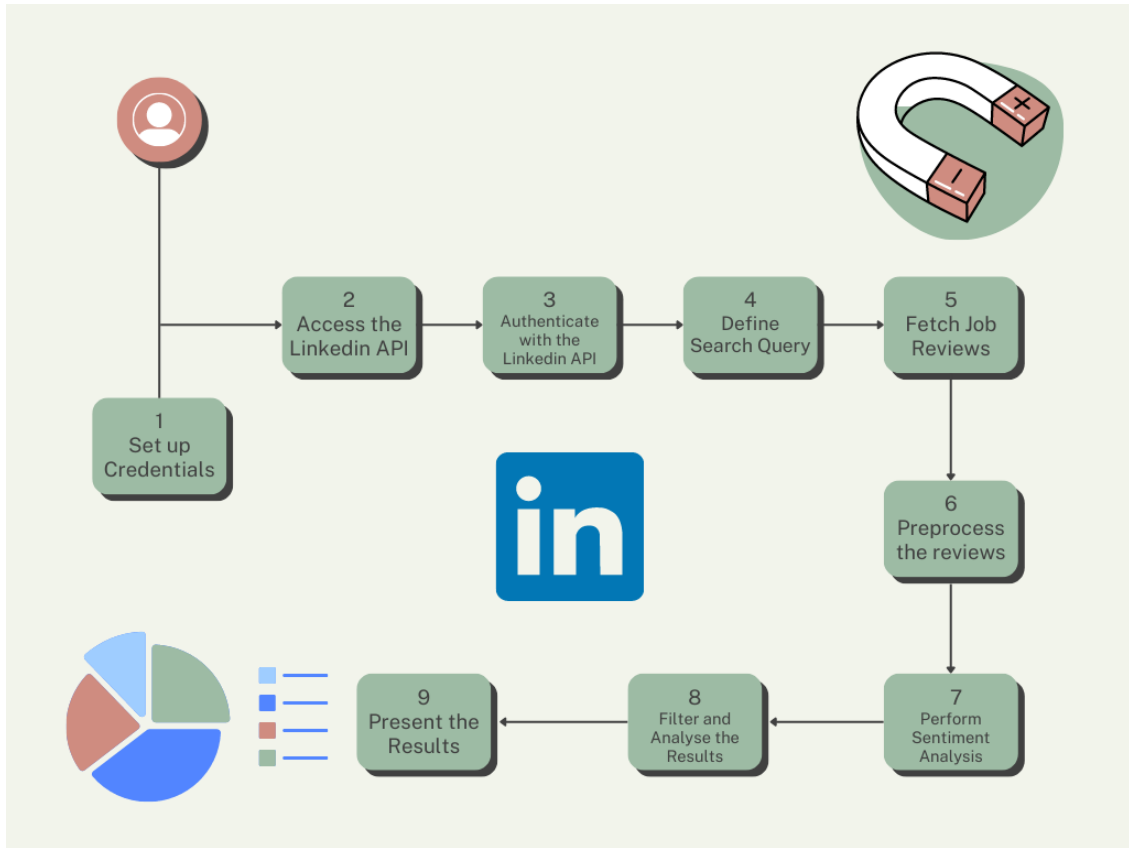 2
Access the
Linkedin API
3
Authenticate
with the
Linkedin API
4
Define
Search Query
5
Fetch Job
Reviews
1
Set up
Credentials
in
6
Preprocess
the reviews
9
Present the
Results
8
Filter and
Analyse the
Results
7
Perform
Sentiment
Analysis